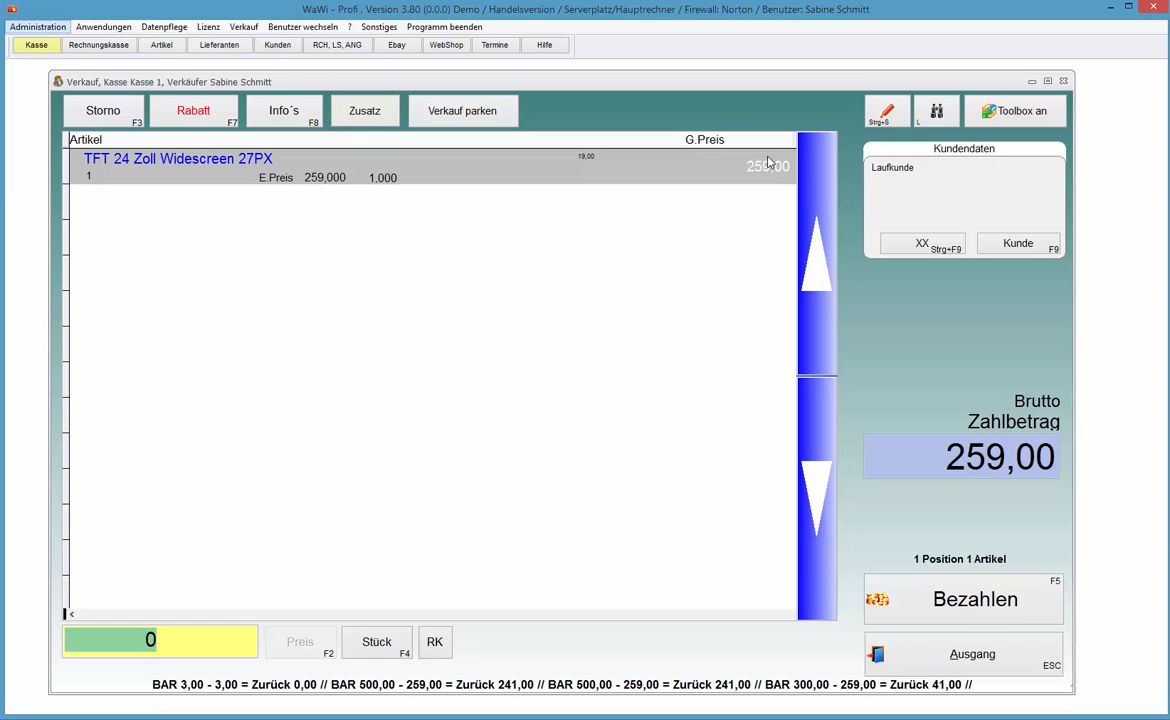 WaWi - Profi , Version 3.80 (0.0.0) Demo / Handelsversion / Serverplatz/Hauptrechner / Firewall: Norton / Benutzer: Sabine Schmitt
Administration Anwendungen Datenpflege Lizenz Verkauf Benutzer wechseln ? Sonstiges Programm beenden
Kasse Rechnungskasse Artikel Lieferanten Kunden RCH, LS, ANG Ebay WebShop Termine Hilfe
Verkauf, Kasse Kasse 1, Verkäufer Sabine Schmitt
Storno F3 Rabatt F7 Info´s F8 Zusatz Verkauf parken Strg+S L Toolbox an
Artikel G.Preis
TFT 24 Zoll Widescreen 27PX 19,00 259,00
1 E.Preis 259,000 1,000
Kundendaten
Laufkunde
XX Strg+F9 Kunde F9
Brutto
Zahlbetrag
259,00
1 Position 1 Artikel
Bezahlen F5
0 Preis F2 Stück F4 RK
Ausgang ESC
BAR 3,00 - 3,00 = Zurück 0,00 // BAR 500,00 - 259,00 = Zurück 241,00 // BAR 500,00 - 259,00 = Zurück 241,00 // BAR 300,00 - 259,00 = Zurück 41,00 //